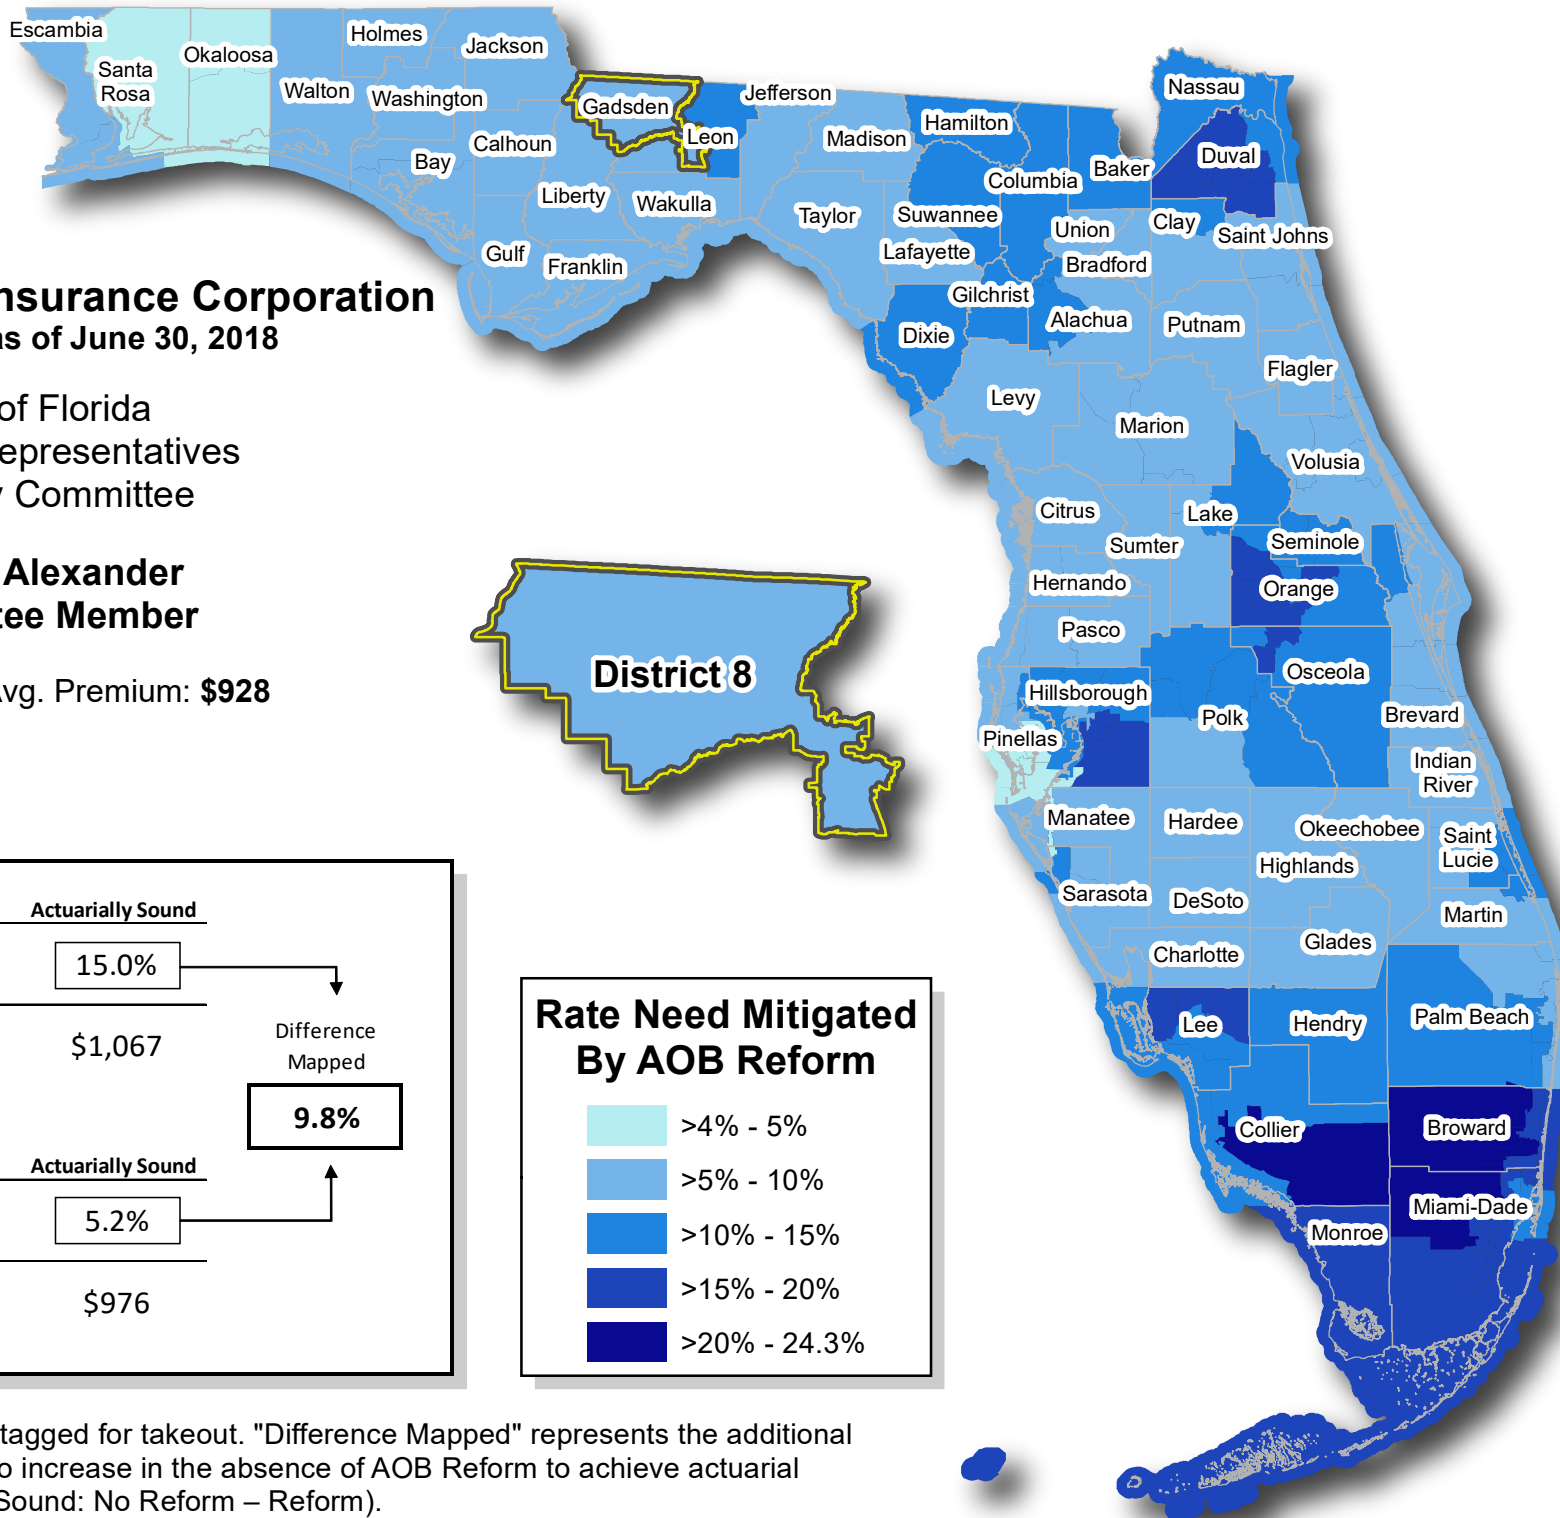 Escambia
Santa
Rosa
Okaloosa
Walton
Holmes
Washington
Jackson
Bay
Calhoun
Gulf
Liberty
Franklin
Gadsden
Leon
Wakulla
Jefferson
Madison
Taylor
Hamilton
Suwannee
Lafayette
Columbia
Baker
Nassau
Duval
Clay
Saint Johns
Union
Bradford
Gilchrist
Dixie
Alachua
Putnam
Flagler
Levy
Marion
Volusia
Citrus
Lake
Sumter
Seminole
Hernando
Orange
Pasco
Osceola
Hillsborough
Polk
Brevard
Pinellas
Indian
River
Manatee
Hardee
Okeechobee
Saint
Lucie
Highlands
Sarasota
DeSoto
Martin
Charlotte
Glades
Lee
Hendry
Palm Beach
Collier
Broward
Miami-Dade
Monroe
nsurance Corporation
as of June 30, 2018
of Florida
epresentatives
Committee
Alexander
tee Member
Avg. Premium: $928
District 8
Actuarially Sound
15.0%
$1,067
Difference
Mapped
9.8%
Actuarially Sound
5.2%
$976
Rate Need Mitigated
By AOB Reform
>4% - 5%
>5% - 10%
>10% - 15%
>15% - 20%
>20% - 24.3%
tagged for takeout. "Difference Mapped" represents the additional
o increase in the absence of AOB Reform to achieve actuarial
Sound: No Reform – Reform).